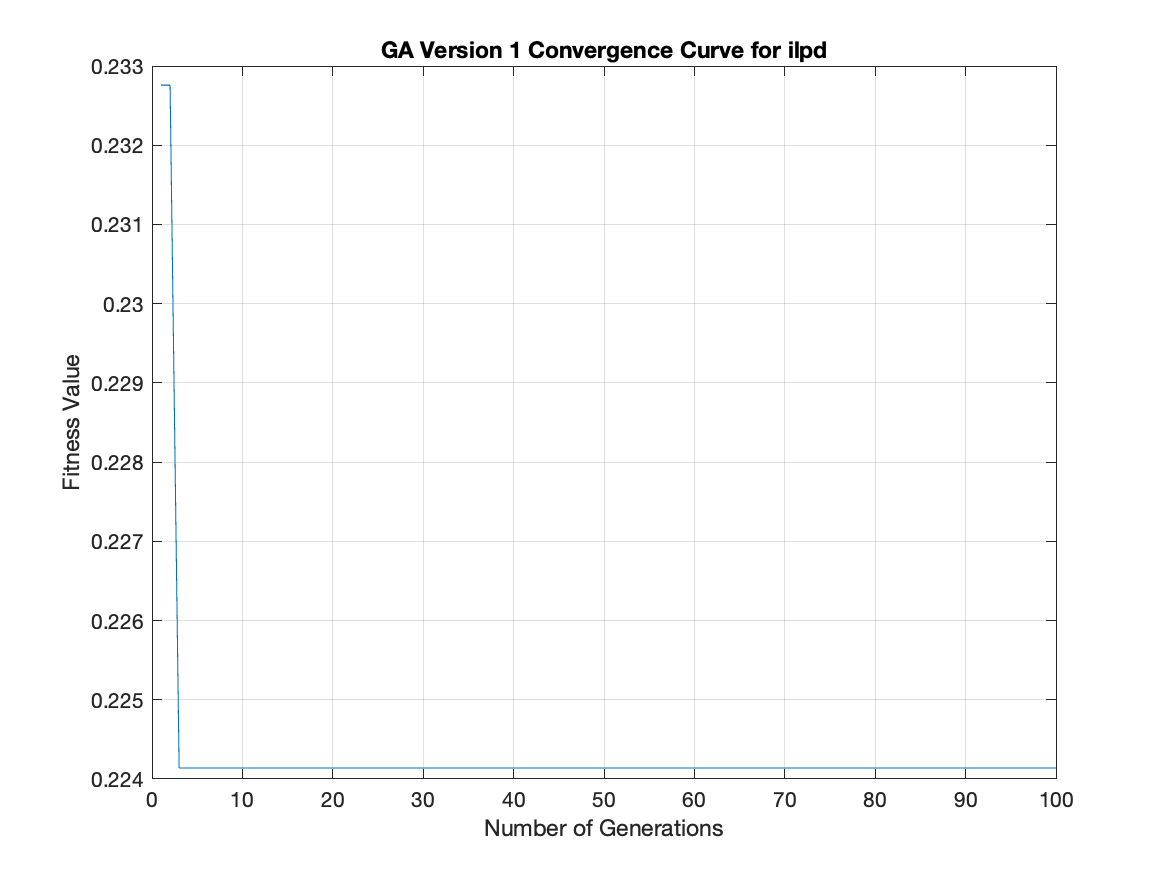 GA Version 1 Convergence Curve for ilpd
0.233
0.232
0.231
0.23
0.229
0.228
0.227
0.226
0.225
0.224
Fitness Value
0 10 20 30 40 50 60 70 80 90 100
Number of Generations